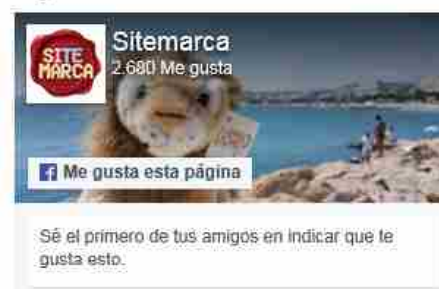 SITE
MARCA
Sitemarca
2.680 Me gusta
Me gusta esta página
Sé el primero de tus amigos en indicar que te
gusta esto.